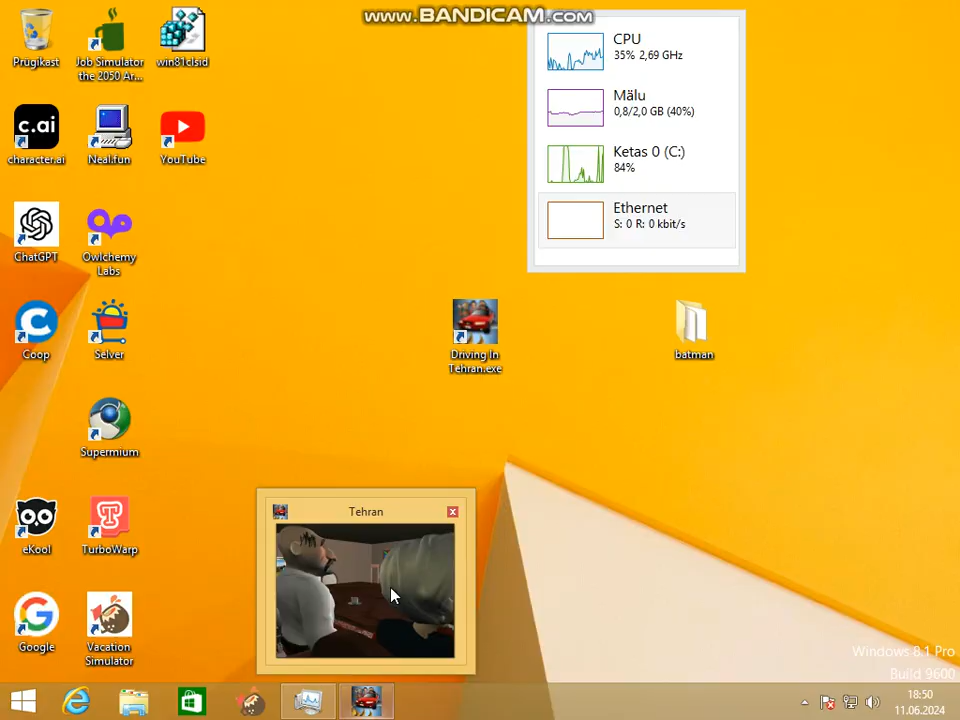 www.BANDICAM.com
Prügikast
Job Simulator
the 2050 Ar...
win81clsid
CPU
35% 2,69 GHz
Mälu
0,8/2,0 GB (40%)
Ketas 0 (C:)
84%
Ethernet
S: 0 R: 0 kbit/s
c.ai
character.ai
Neal.fun
YouTube
ChatGPT
Owlchemy
Labs
Coop
Selver
Driving In
Tehran.exe
batman
Supermium
eKool
TurboWarp
Google
Vacation
Simulator
Tehran
Windows 8.1 Pro
Build 9600
18:50
11.06.2024